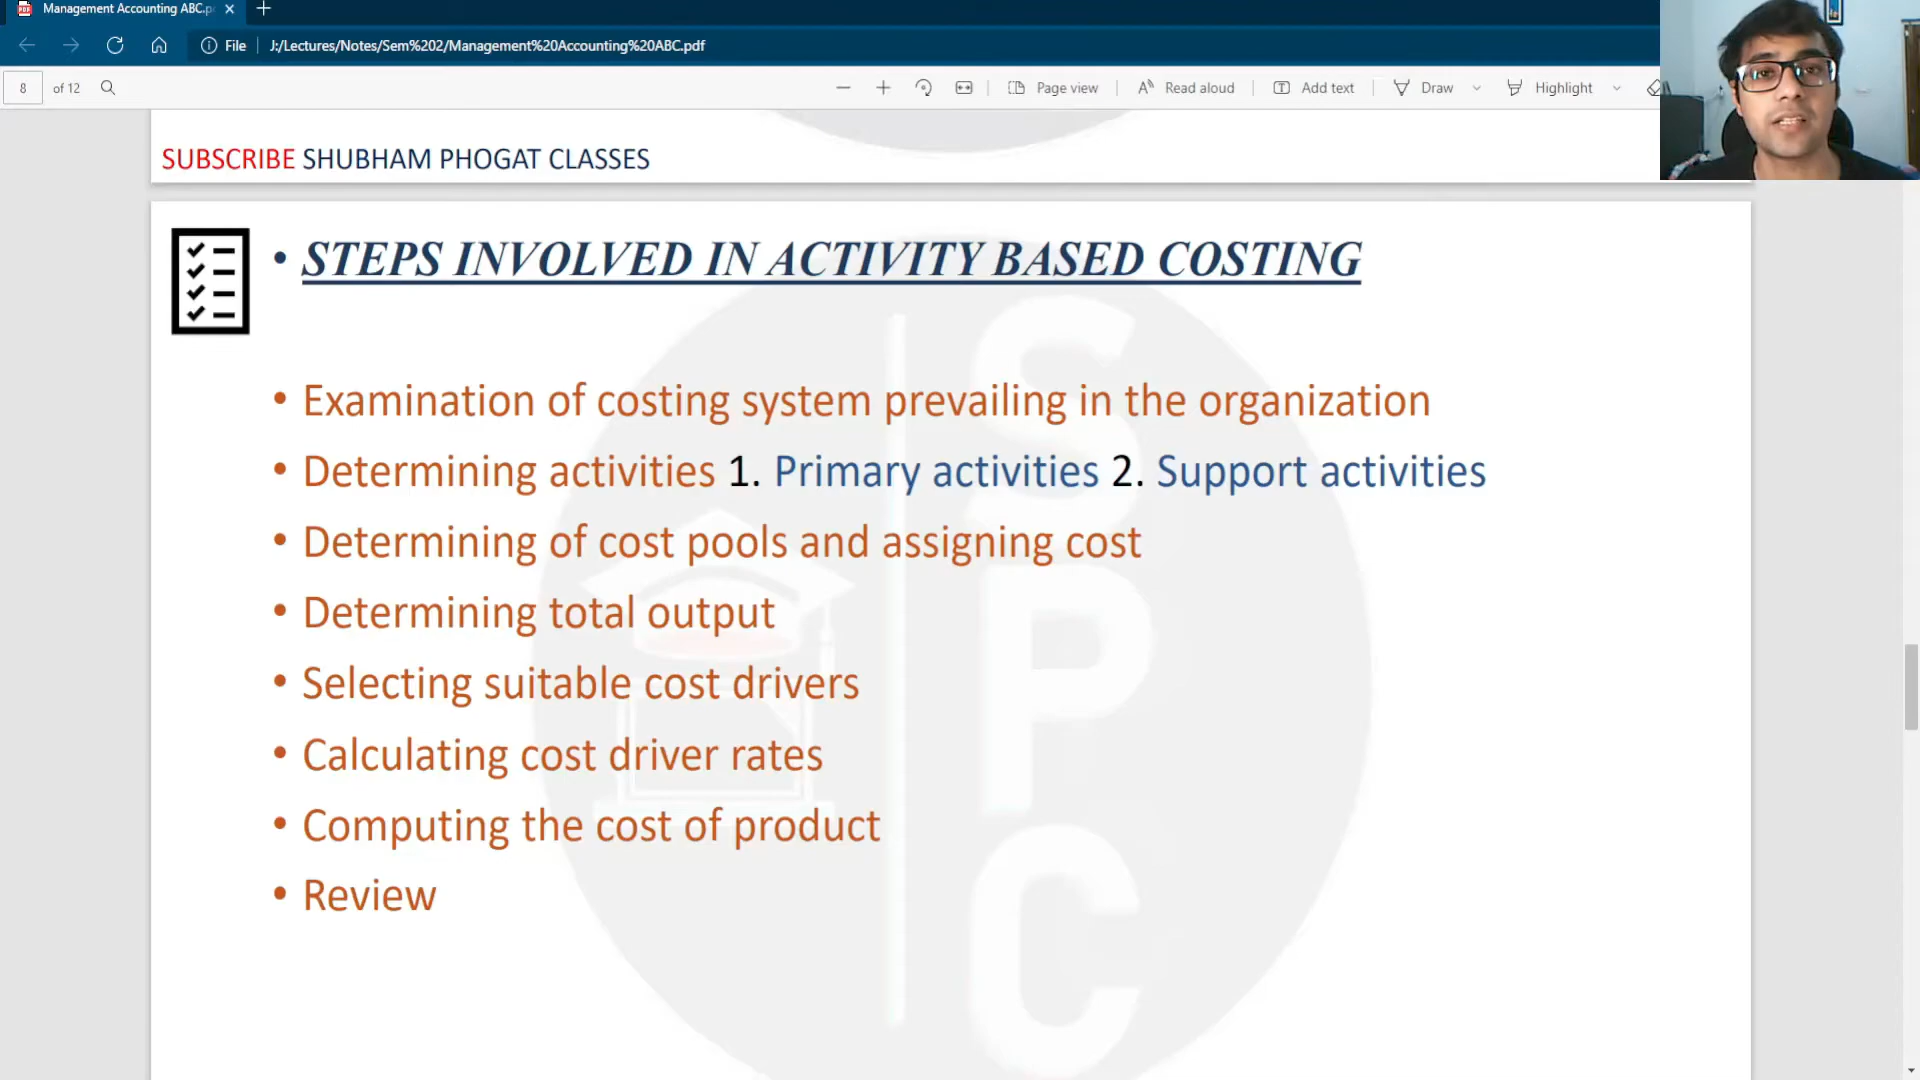 Management Accounting ABC.p
File J:/Lectures/Notes/Sem%202/Management%20Accounting%20ABC.pdf
8 of 12 Page view Read aloud Add text Draw Highlight
SUBSCRIBE SHUBHAM PHOGAT CLASSES
• STEPS INVOLVED IN ACTIVITY BASED COSTING
• Examination of costing system prevailing in the organization
• Determining activities 1. Primary activities 2. Support activities
• Determining of cost pools and assigning cost
• Determining total output
• Selecting suitable cost drivers
• Calculating cost driver rates
• Computing the cost of product
• Review
S
P
C